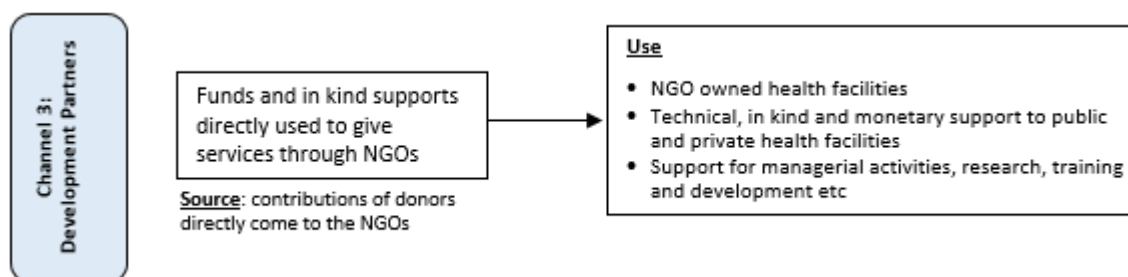 Channel 3:
Development Partners
Funds and in kind supports
directly used to give
services through NGOs
Source: contributions of donors
directly come to the NGOs
Use
• NGO owned health facilities
• Technical, in kind and monetary support to public
and private health facilities
• Support for managerial activities, research, training
and development etc